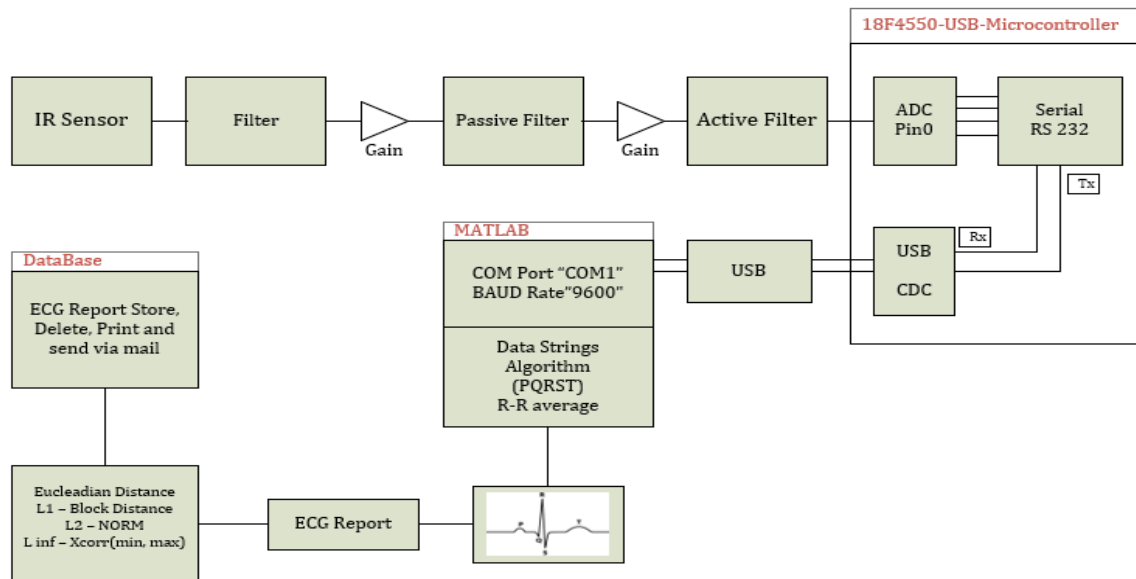 18F4550-USB-Microcontroller
IR Sensor
Filter
Gain
Passive Filter
Gain
Active Filter
ADC
Pin0
Serial
RS 232
Tx
Rx
USB
CDC
USB
MATLAB
COM Port “COM1”
BAUD Rate"9600"
Data Strings
Algorithm
(PQRST)
R-R average
DataBase
ECG Report Store,
Delete, Print and
send via mail
Eucleadian Distance
L1 – Block Distance
L2 – NORM
L inf – Xcorr(min, max)
ECG Report
R
P
Q
S
T